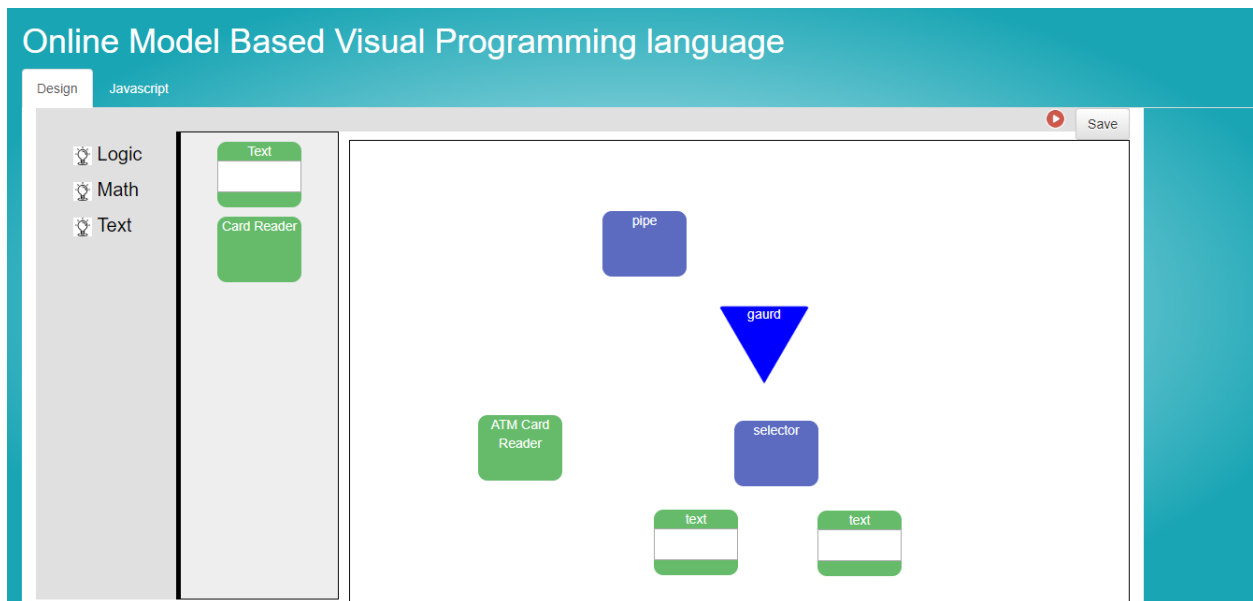 Online Model Based Visual Programming language
Design
Javascript
Save
Logic
Math
Text
Text
Card Reader
pipe
gaurd
ATM Card
Reader
selector
text
text